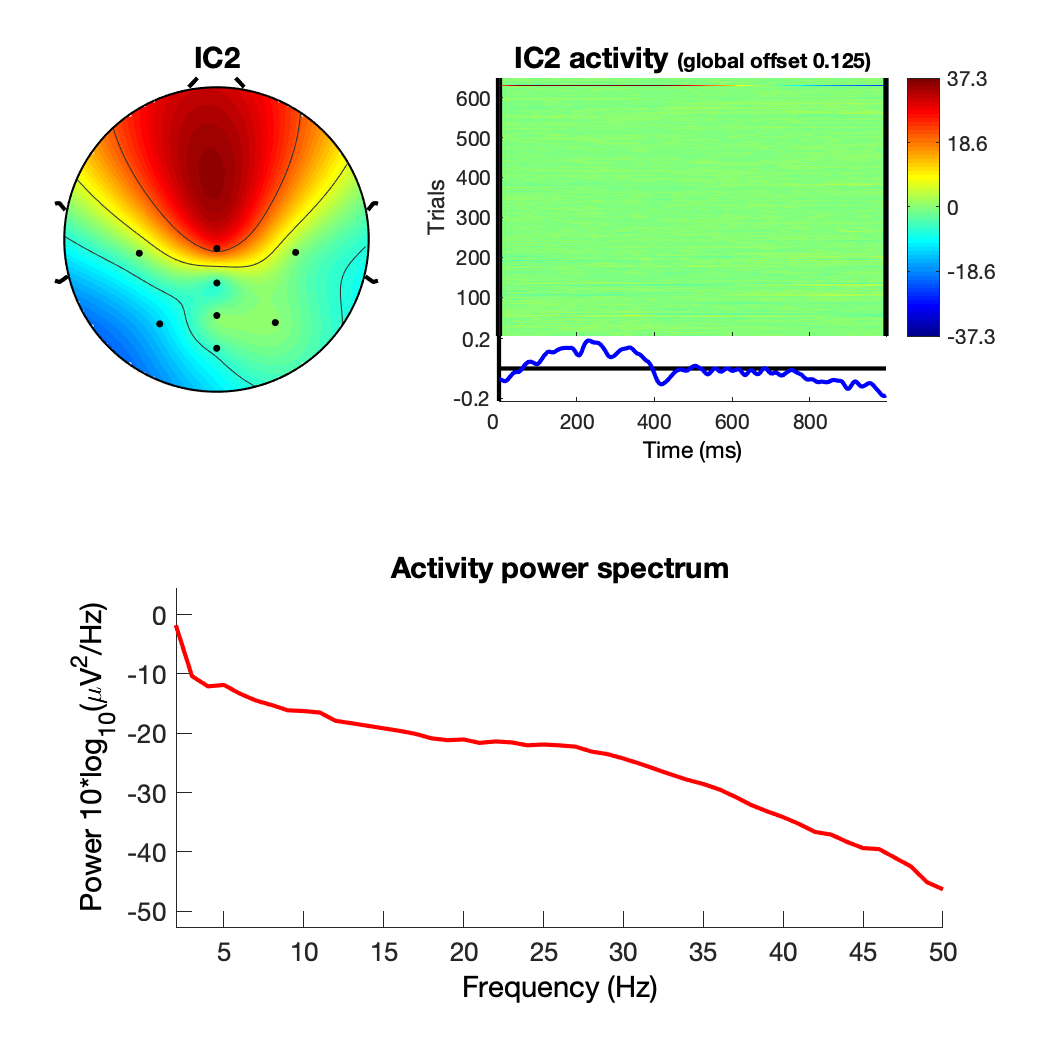 IC2
IC2 activity (global offset 0.125)
600
500
400
300
200
100
Trials
37.3
18.6
0
-18.6
-37.3
0.2
-0.2
0 200 400 600 800
Time (ms)
Activity power spectrum
0
-10
-20
-30
-40
-50
Power 10*log10(μV2/Hz)
5 10 15 20 25 30 35 40 45 50
Frequency (Hz)